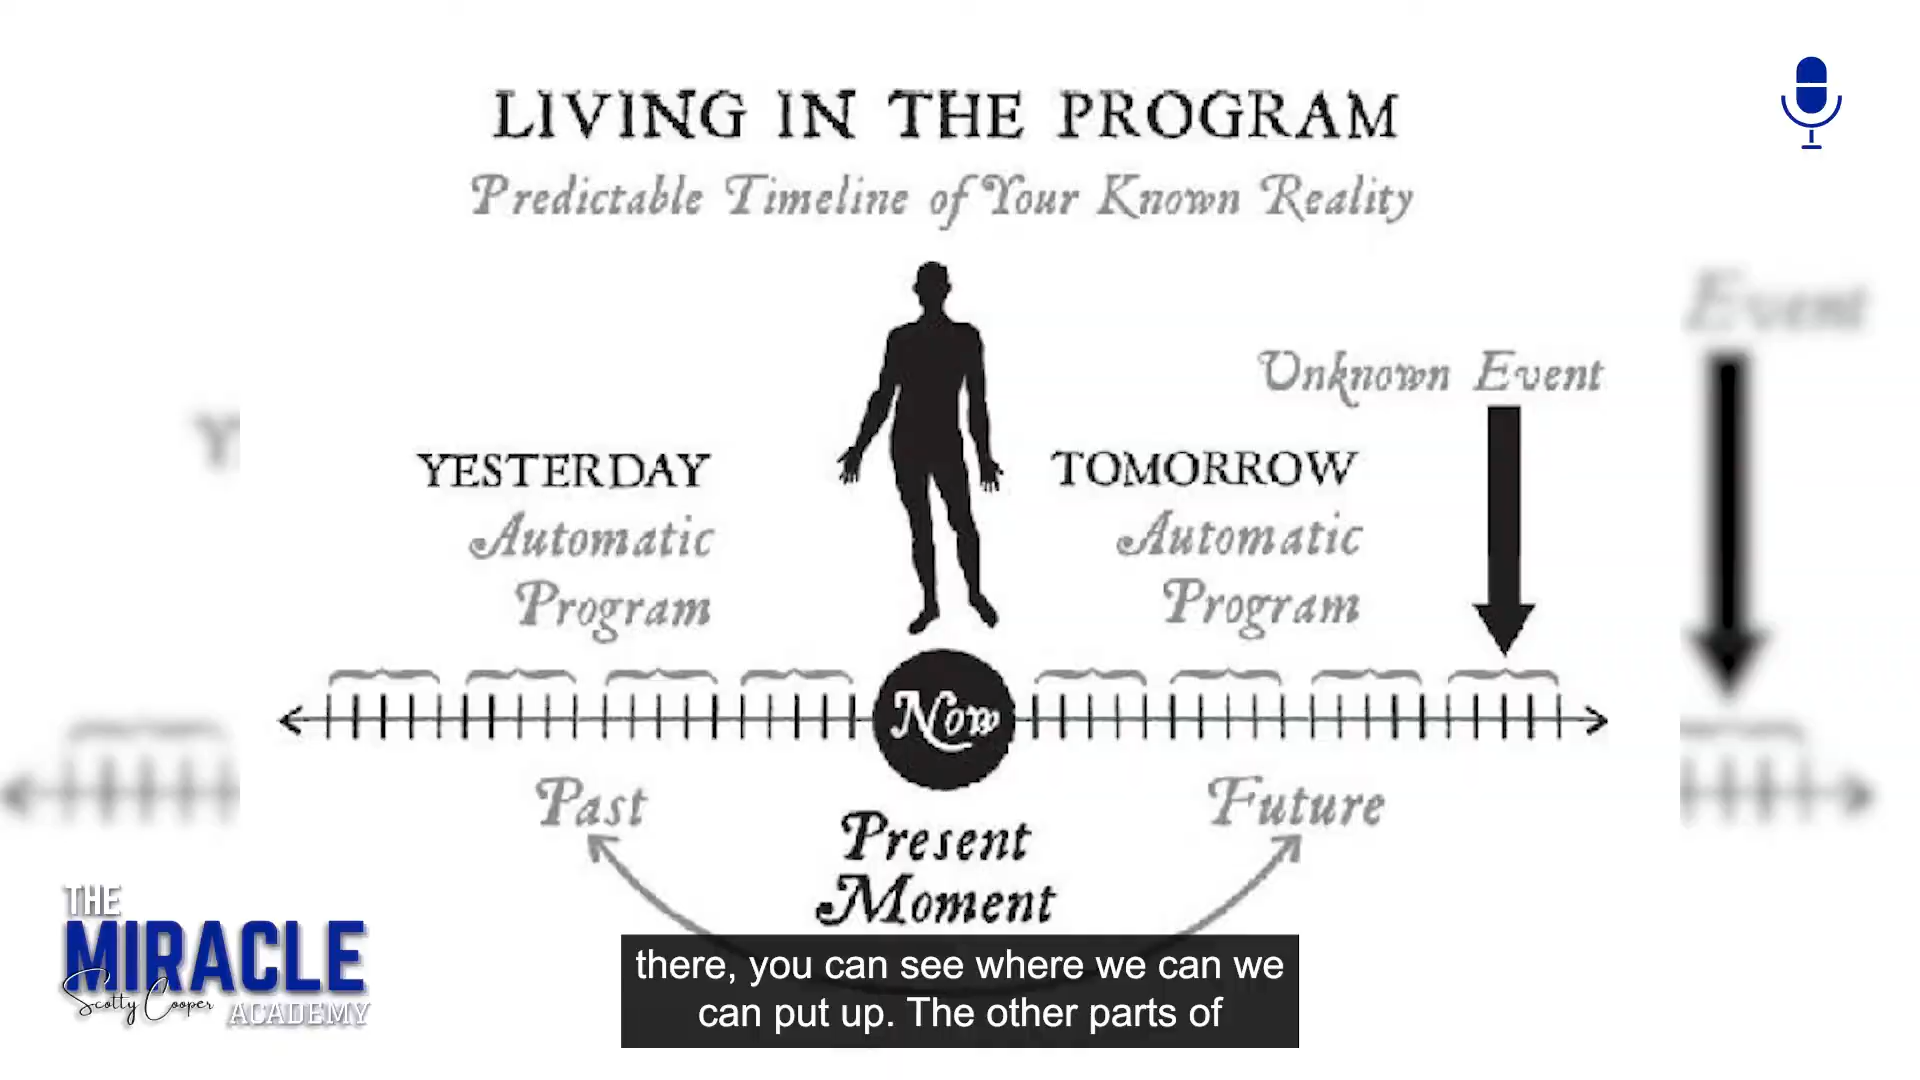 LIVING IN THE PROGRAM
Predictable Timeline of Your Known Reality
Event
Unknown Event
YESTERDAY
Automatic
Program
TOMORROW
Automatic
Program
Y
Now
Past
Future
Present
Moment
THE
MIRACLE
Scotty Cooper
ACADEMY
there, you can see where we can we
can put up. The other parts of